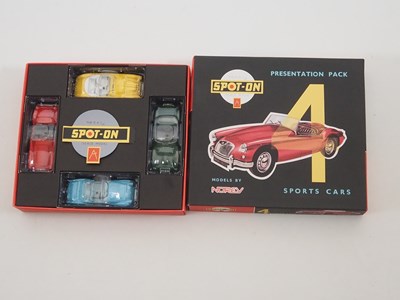 SPOT-ON
SPOT-ON
PRESENTATION PACK
4
MODELS BY
NOREV
SPORTS CARS